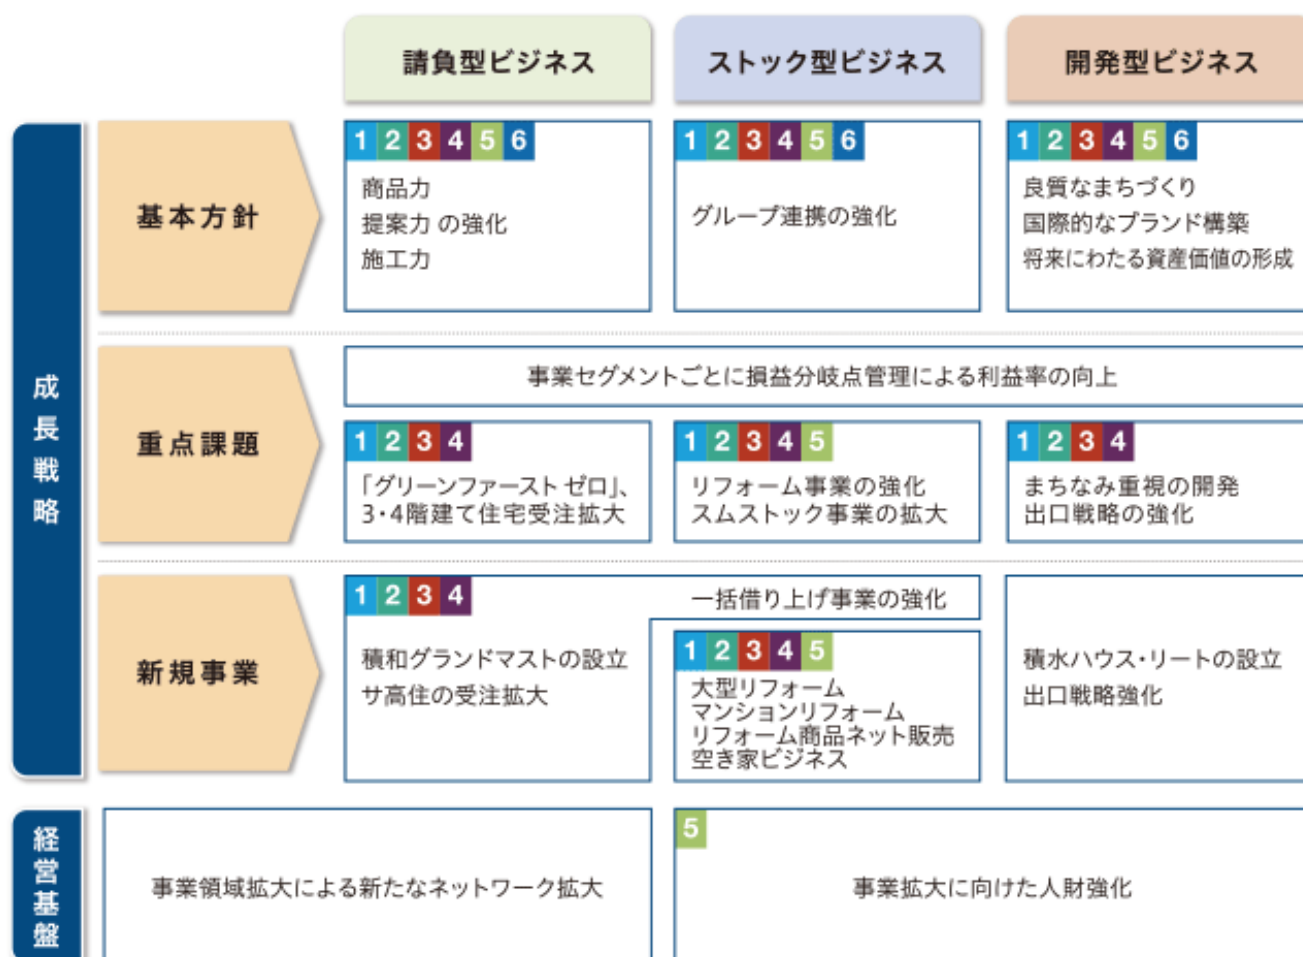 請負型ビジネス
ストック型ビジネス
開発型ビジネス
成長戦略
基本方針
1 2 3 4 5 6
商品力
提案力 の強化
施工力
1 2 3 4 5 6
グループ連携の強化
1 2 3 4 5 6
良質なまちづくり
国際的なブランド構築
将来にわたる資産価値の形成
重点課題
事業セグメントごとに損益分岐点管理による利益率の向上
1 2 3 4
「グリーンファースト ゼロ」、
3・4階建て住宅受注拡大
1 2 3 4 5
リフォーム事業の強化
スムストック事業の拡大
1 2 3 4
まちなみ重視の開発
出口戦略の強化
新規事業
1 2 3 4
一括借り上げ事業の強化
積和グランドマストの設立
サ高住の受注拡大
1 2 3 4 5
大型リフォーム
マンションリフォーム
リフォーム商品ネット販売
空き家ビジネス
積水ハウス・リートの設立
出口戦略強化
経営基盤
事業領域拡大による新たなネットワーク拡大
5
事業拡大に向けた人財強化